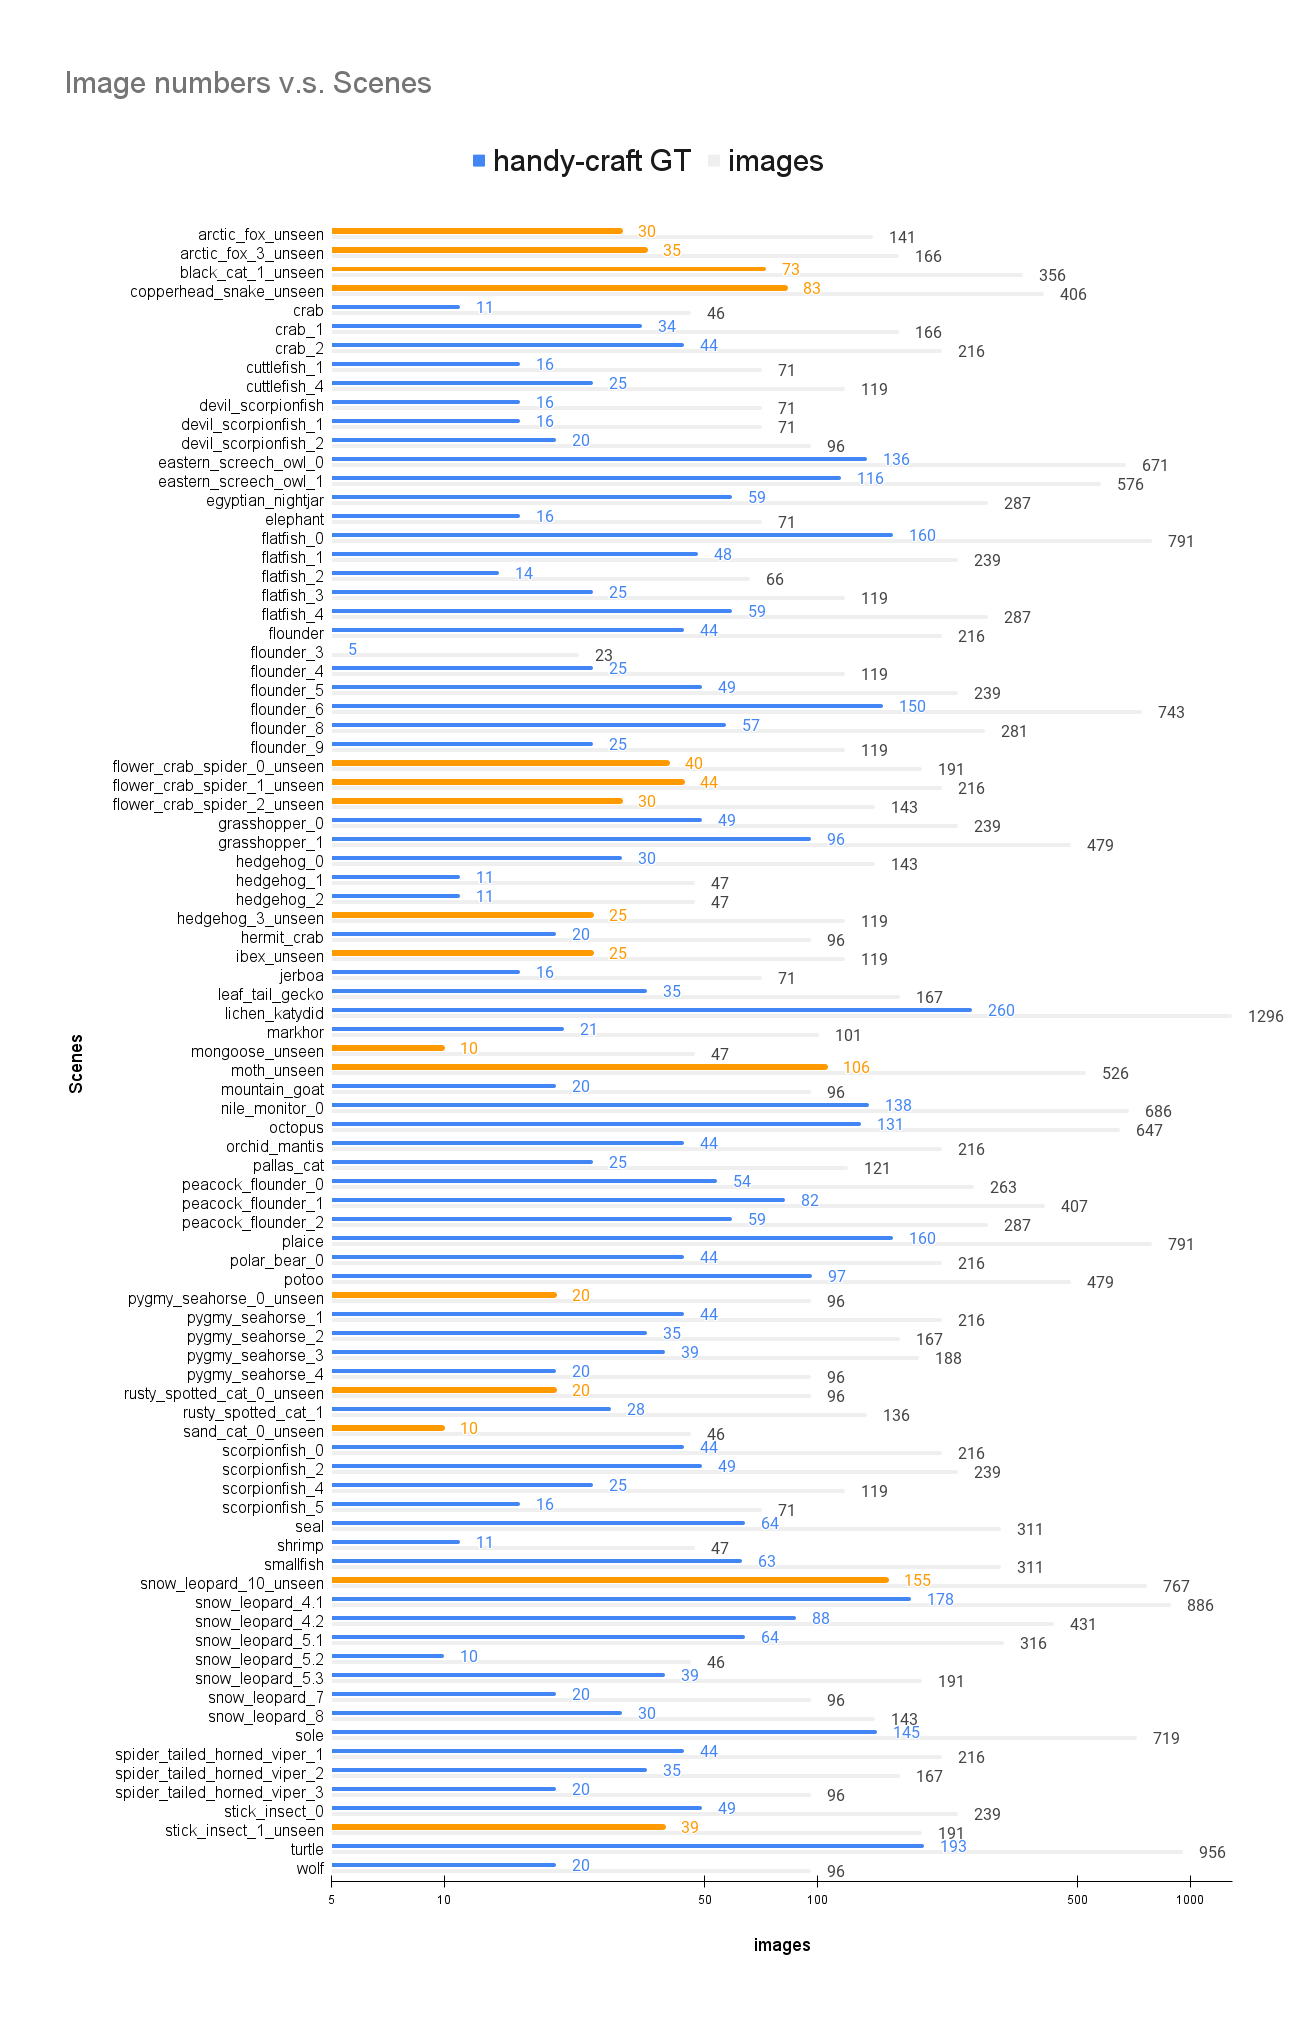 Image numbers v.s. Scenes
handy-craft GT images
arctic_fox_unseen 30 141
arctic_fox_3_unseen 35 166
black_cat_1_unseen 73 356
copperhead_snake_unseen 83 406
crab 11 46
crab_1 34 166
crab_2 44 216
cuttlefish_1 16 71
cuttlefish_4 25 119
devil_scorpionfish 16 71
devil_scorpionfish_1 16 71
devil_scorpionfish_2 20 96
eastern_screech_owl_0 136 671
eastern_screech_owl_1 116 576
egyptian_nightjar 59 287
elephant 16 71
flatfish_0 160 791
flatfish_1 48 239
flatfish_2 14 66
flatfish_3 25 119
flatfish_4 59 287
flounder 44 216
flounder_3 5 23
flounder_4 25 119
flounder_5 49 239
flounder_6 150 743
flounder_8 57 281
flounder_9 25 119
flower_crab_spider_0_unseen 40 191
flower_crab_spider_1_unseen 44 216
flower_crab_spider_2_unseen 30 143
grasshopper_0 49 239
grasshopper_1 96 479
hedgehog_0 30 143
hedgehog_1 11 47
hedgehog_2 11 47
hedgehog_3_unseen 25 119
hermit_crab 20 96
ibex_unseen 25 119
jerboa 16 71
leaf_tail_gecko 35 167
lichen_katydid 260 1296
markhor 21 101
mongoose_unseen 10 47
moth_unseen 106 526
mountain_goat 20 96
nile_monitor_0 138 686
octopus 131 647
orchid_mantis 44 216
pallas_cat 25 121
peacock_flounder_0 54 263
peacock_flounder_1 82 407
peacock_flounder_2 59 287
plaice 160 791
polar_bear_0 44 216
potoo 97 479
pygmy_seahorse_0_unseen 20 96
pygmy_seahorse_1 44 216
pygmy_seahorse_2 35 167
pygmy_seahorse_3 39 188
pygmy_seahorse_4 20 96
rusty_spotted_cat_0_unseen 20 96
rusty_spotted_cat_1 28 136
sand_cat_0_unseen 10 46
scorpionfish_0 44 216
scorpionfish_2 49 239
scorpionfish_4 25 119
scorpionfish_5 16 71
seal 64 311
shrimp 11 47
smallfish 63 311
snow_leopard_10_unseen 155 767
snow_leopard_4.1 178 886
snow_leopard_4.2 88 431
snow_leopard_5.1 64 316
snow_leopard_5.2 10 46
snow_leopard_5.3 39 191
snow_leopard_7 20 96
snow_leopard_8 30 143
sole 145 719
spider_tailed_horned_viper_1 44 216
spider_tailed_horned_viper_2 35 167
spider_tailed_horned_viper_3 20 96
stick_insect_0 49 239
stick_insect_1_unseen 39 191
turtle 193 956
wolf 20 96
Scenes
5 10 50 100 500 1000
images